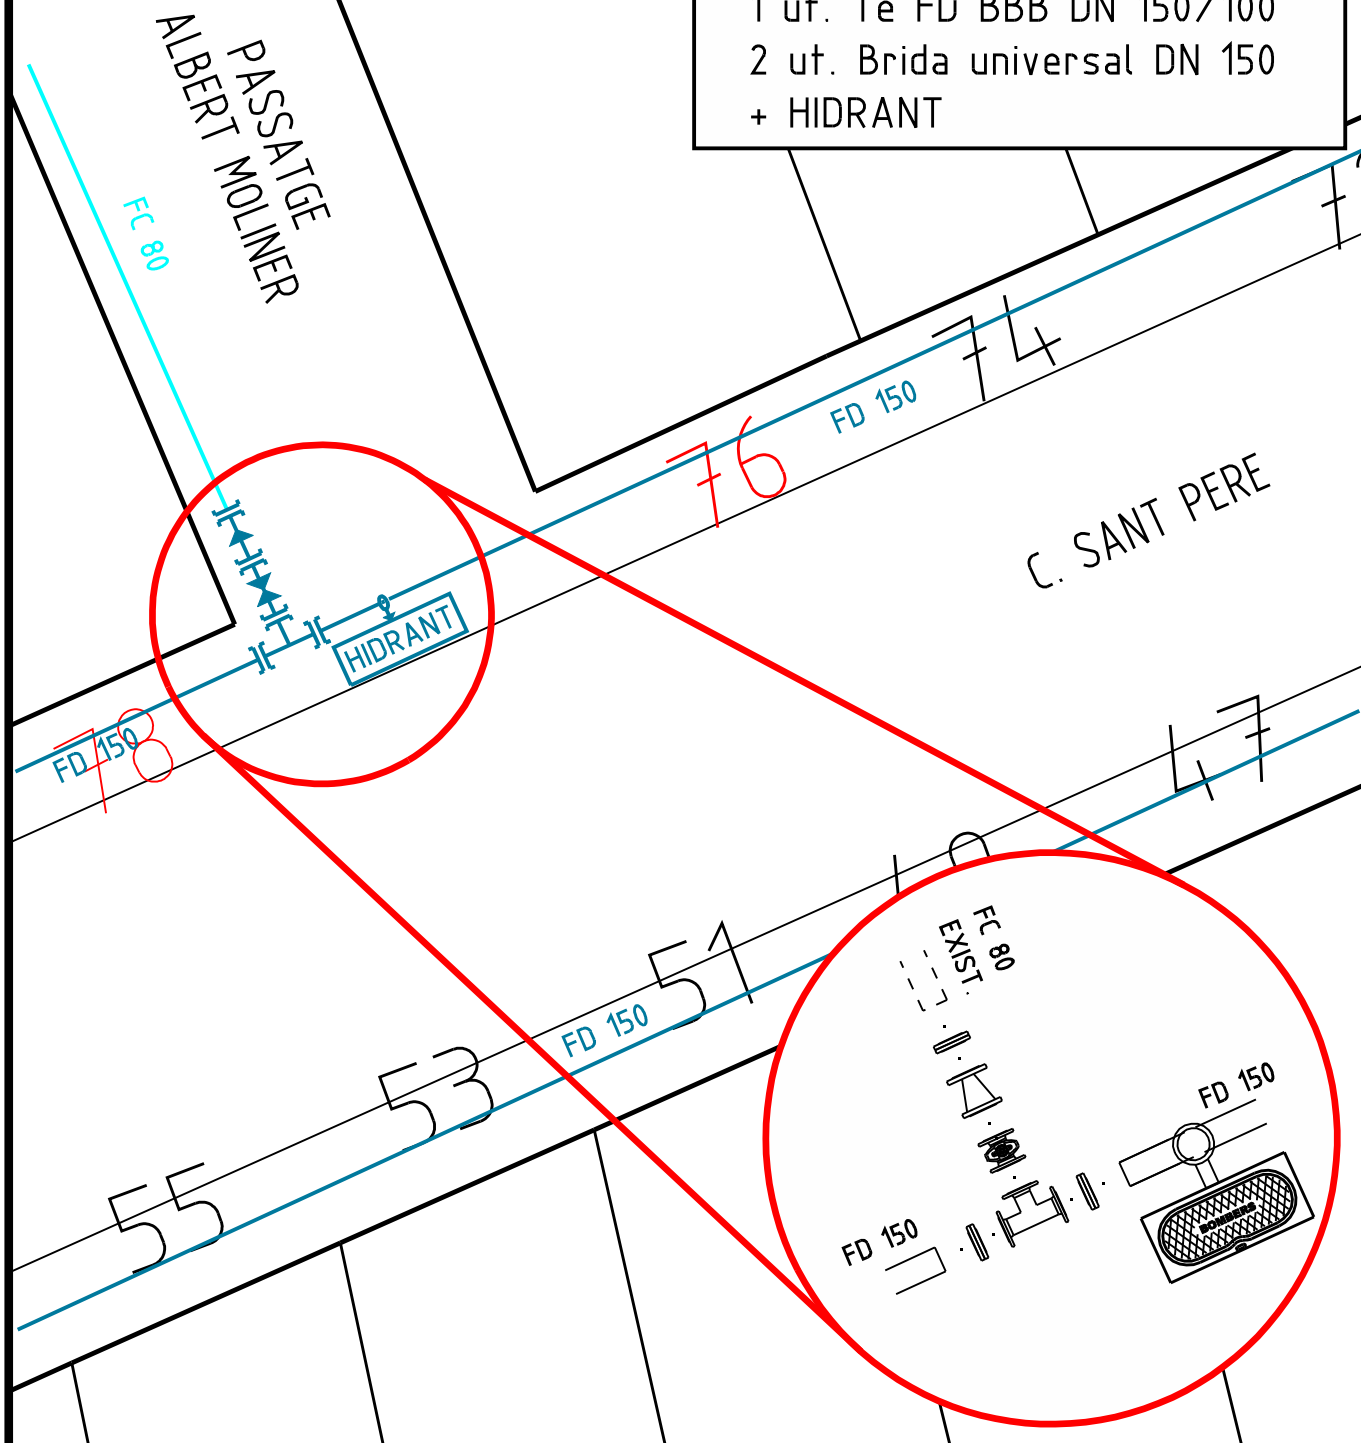 1 ut. Te FD BBB DN 150/100
2 ut. Brida universal DN 150
+ HIDRANT
PASSATGE
ALBERT MOLINER
FC 80
74
FD 150
76
C. SANT PERE
HIDRANT
78
FD 150
47
51
FD 150
53
55
FC 80
EXIST.
FD 150
BOMBERS
FD 150